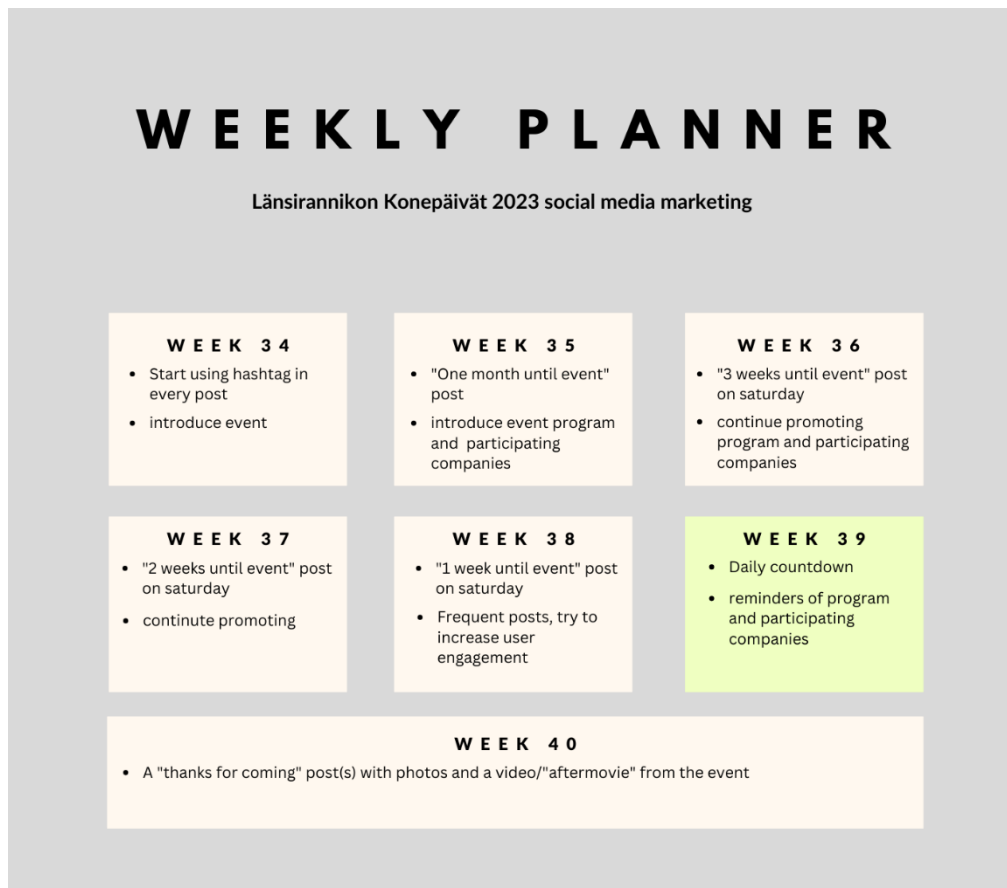 WEEKLY PLANNER
Länsirannikon Konepäivät 2023 social media marketing
WEEK 34
• Start using hashtag in
every post
• introduce event
WEEK 35
• "One month until event"
post
• introduce event program
and participating
companies
WEEK 36
• "3 weeks until event" post
on saturday
• continue promoting
program and participating
companies
WEEK 37
• "2 weeks until event" post
on saturday
• continute promoting
WEEK 38
• "1 week until event" post
on saturday
• Frequent posts, try to
increase user
engagement
WEEK 39
• Daily countdown
• reminders of program
and participating
companies
WEEK 40
• A "thanks for coming" post(s) with photos and a video/"aftermovie" from the event